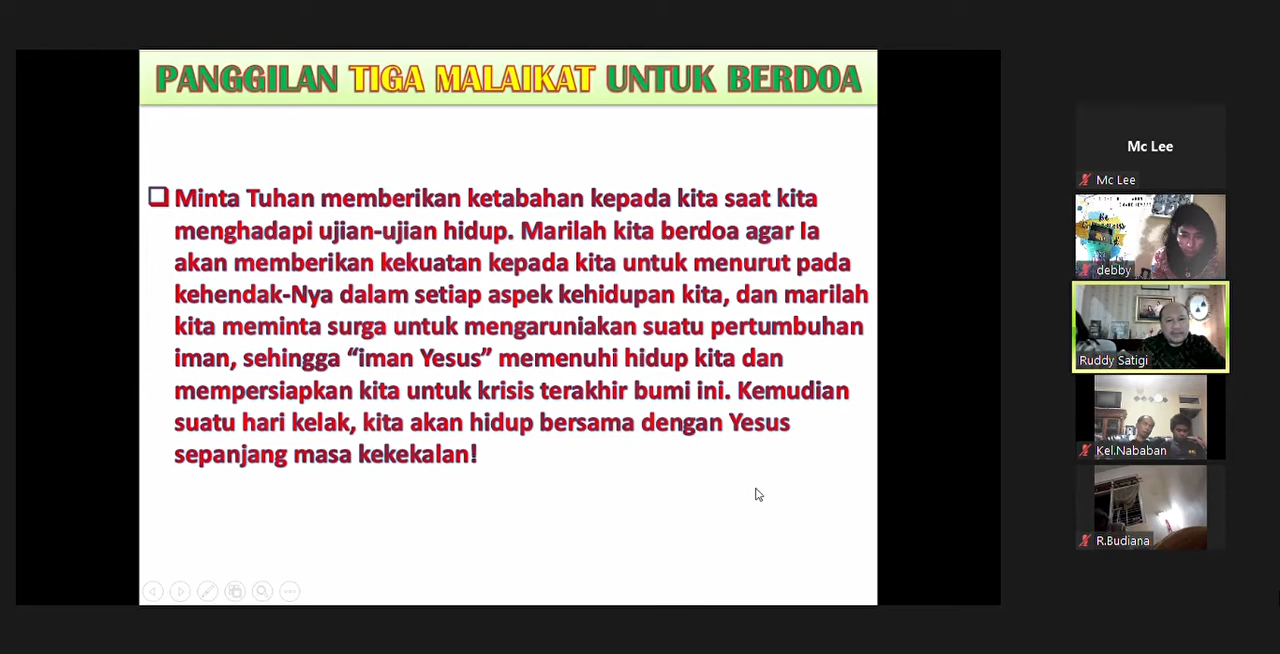 PANGGILAN TIGA MALAIKAT UNTUK BERDOA
Minta Tuhan memberikan ketabahan kepada kita saat kita
menghadapi ujian-ujian hidup. Marilah kita berdoa agar Ia
akan memberikan kekuatan kepada kita untuk menurut pada
kehendak-Nya dalam setiap aspek kehidupan kita, dan marilah
kita meminta surga untuk mengaruniakan suatu pertumbuhan
iman, sehingga “iman Yesus” memenuhi hidup kita dan
mempersiapkan kita untuk krisis terakhir bumi ini. Kemudian
suatu hari kelak, kita akan hidup bersama dengan Yesus
sepanjang masa kekekalan!
Mc Lee
Mc Lee
debby
Ruddy Satigi
Kel.Nababan
R.Budiana